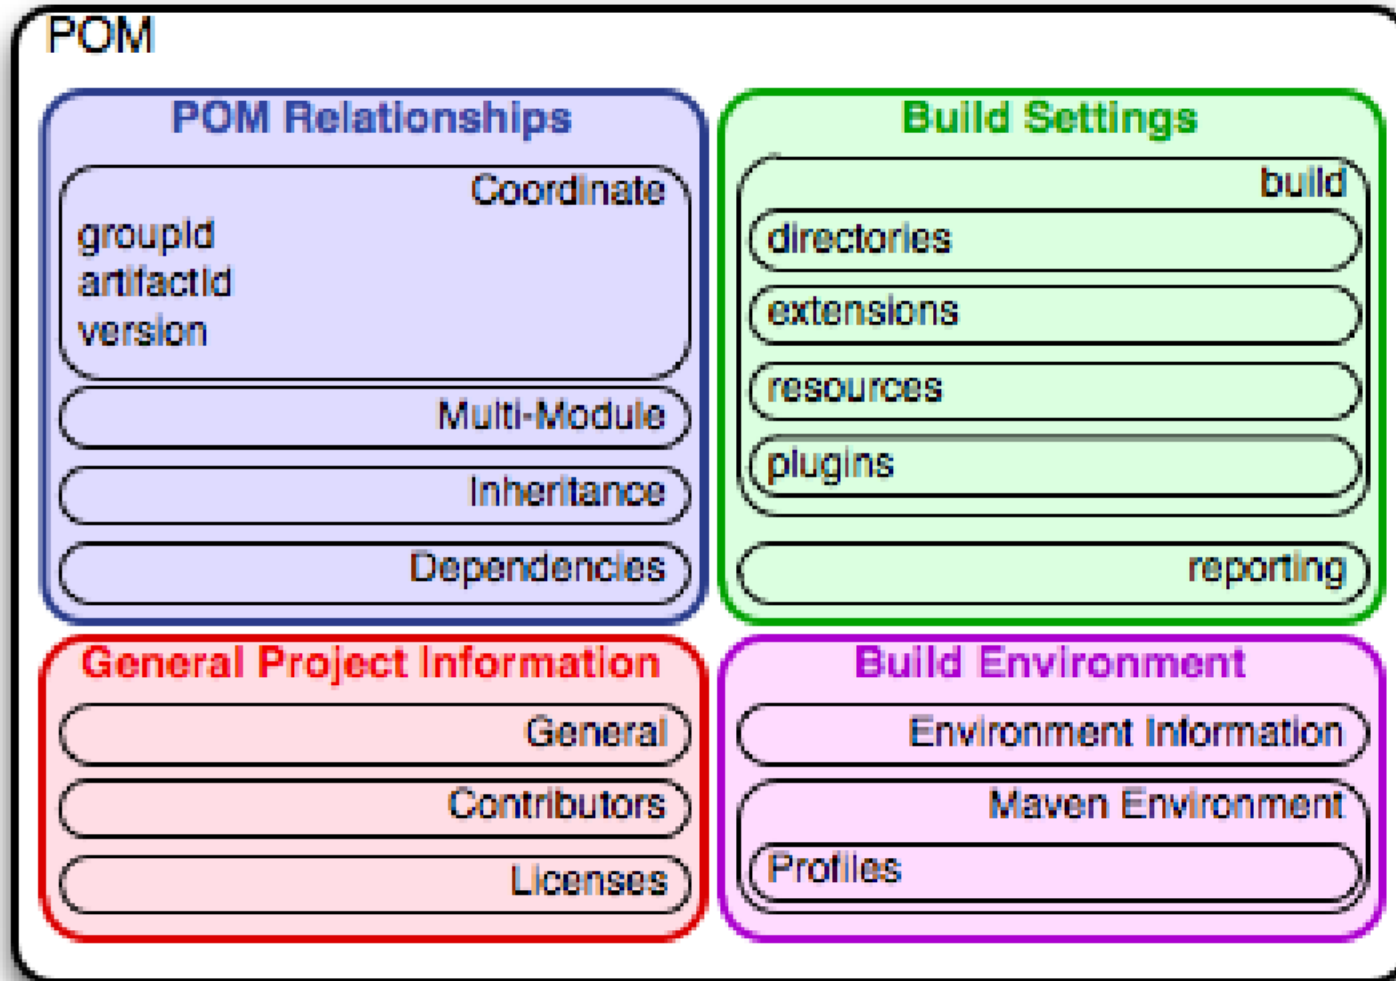 POM
POM Relationships
Coordinate
groupId
artifactId
version
Multi-Module
Inheritance
Dependencies
Build Settings
build
directories
extensions
resources
plugins
reporting
General Project Information
General
Contributors
Licenses
Build Environment
Environment Information
Maven Environment
Profiles